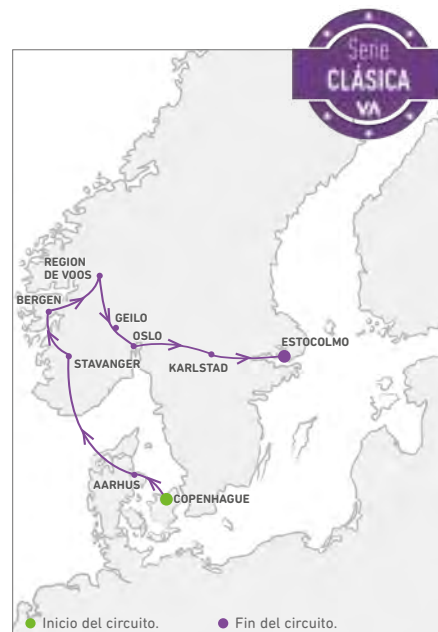 Serie
CLÁSICA
VA
REGION
DE VOOS
BERGEN
GEILO
OSLO
ESTOCOLMO
STAVANGER
KARLSTAD
AARHUS
COPENHAGUE
Inicio del circuito.
Fin del circuito.